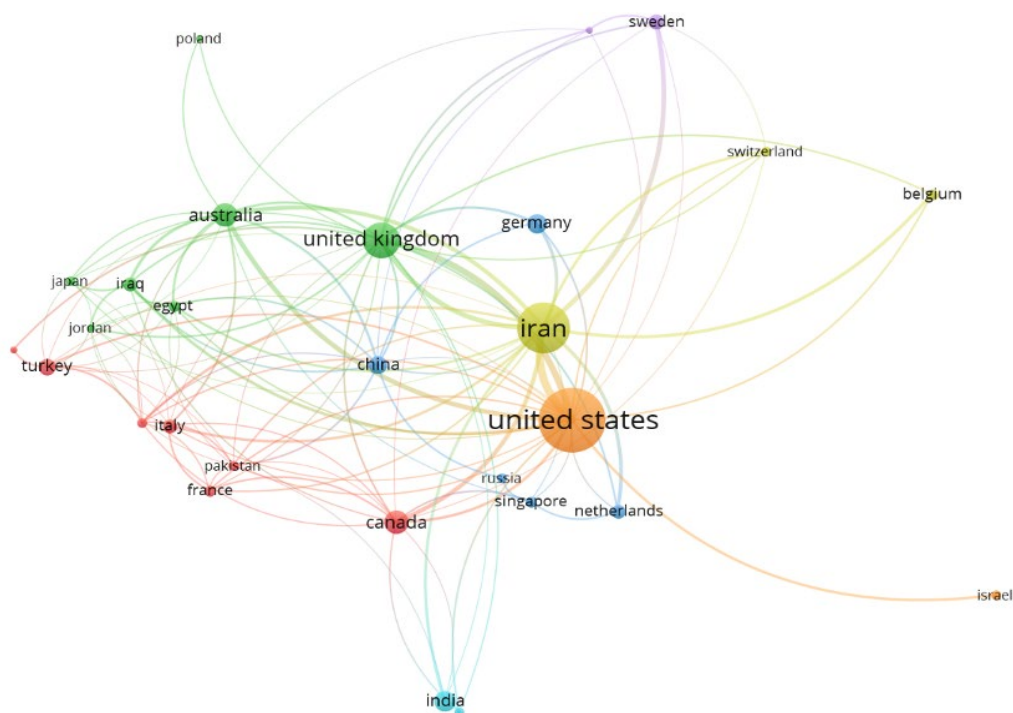 sweden
poland
switzerland
belgium
australia
germany
united kingdom
japan
iraq
egypt
jordan
iran
turkey
china
united states
italy
pakistan
russia
france
singapore
netherlands
canada
israel
india